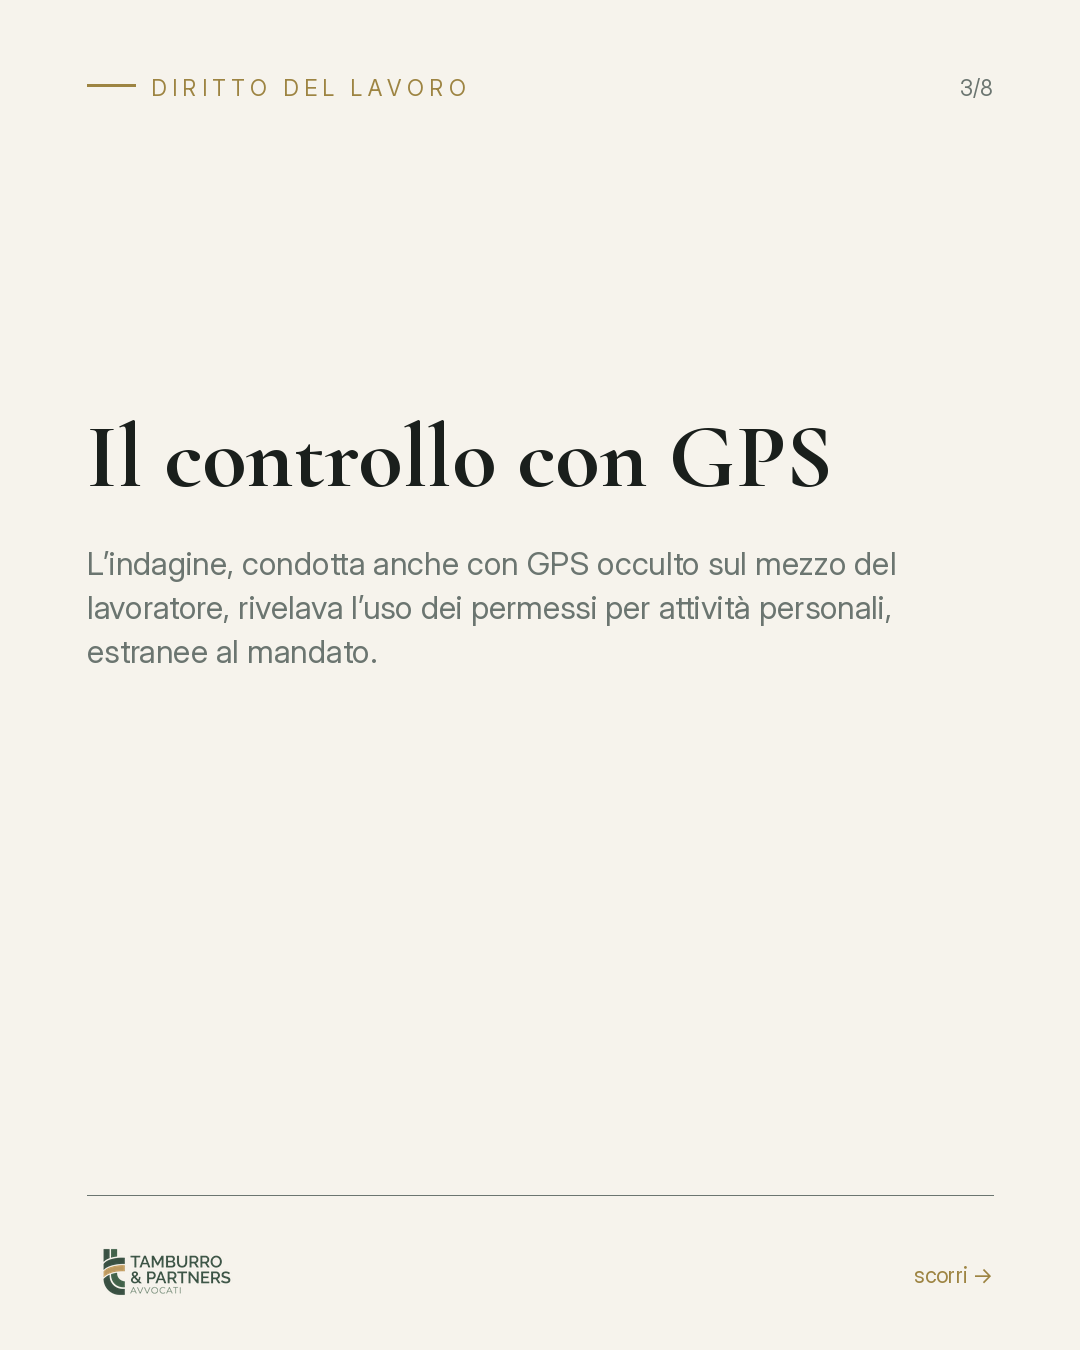 DIRITTO DEL LAVORO
3/8
Il controllo con GPS
L’indagine, condotta anche con GPS occulto sul mezzo del
lavoratore, rivelava l’uso dei permessi per attività personali,
estranee al mandato.
TAMBURRO
& PARTNERS
AVVOCATI
scorri →